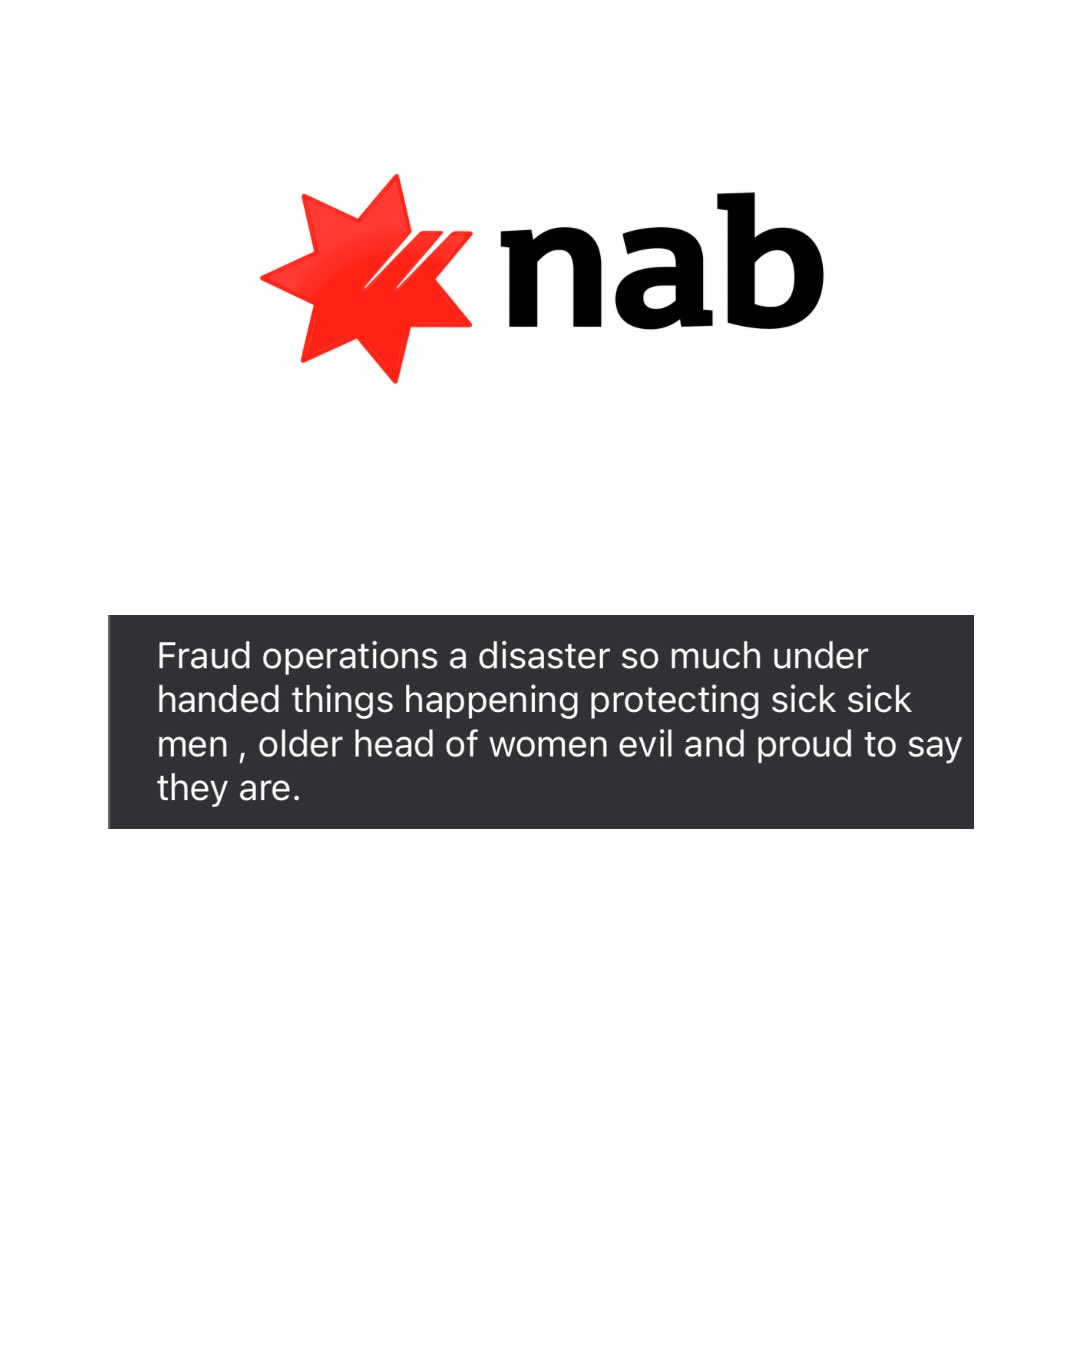 nab
Fraud operations a disaster so much under
handed things happening protecting sick sick
men , older head of women evil and proud to say
they are.